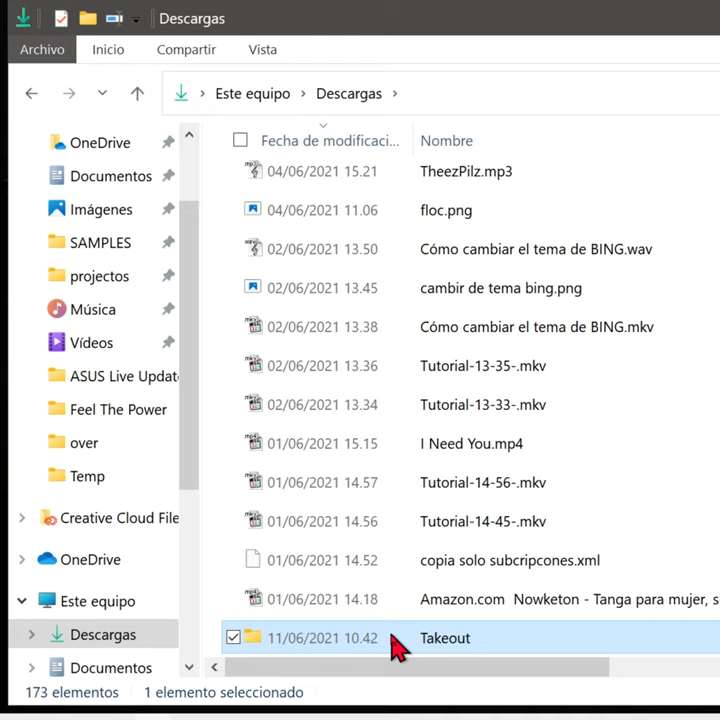 Descargas
Archivo Inicio Compartir Vista
Este equipo Descargas
OneDrive
Documentos
Imágenes
SAMPLES
projectos
Música
Vídeos
ASUS Live Updat
Feel The Power
over
Temp
Creative Cloud File
OneDrive
Este equipo
Descargas
Documentos
Fecha de modificaci... Nombre
04/06/2021 15.21 TheezPilz.mp3
04/06/2021 11.06 floc.png
02/06/2021 13.50 Cómo cambiar el tema de BING.wav
02/06/2021 13.45 cambir de tema bing.png
02/06/2021 13.38 Cómo cambiar el tema de BING.mkv
02/06/2021 13.36 Tutorial-13-35-.mkv
02/06/2021 13.34 Tutorial-13-33-.mkv
01/06/2021 15.15 I Need You.mp4
01/06/2021 14.57 Tutorial-14-56-.mkv
01/06/2021 14.56 Tutorial-14-45-.mkv
01/06/2021 14.52 copia solo subcripcones.xml
01/06/2021 14.18 Amazon.com Nowketon - Tanga para mujer, s
11/06/2021 10.42 Takeout
173 elementos 1 elemento seleccionado